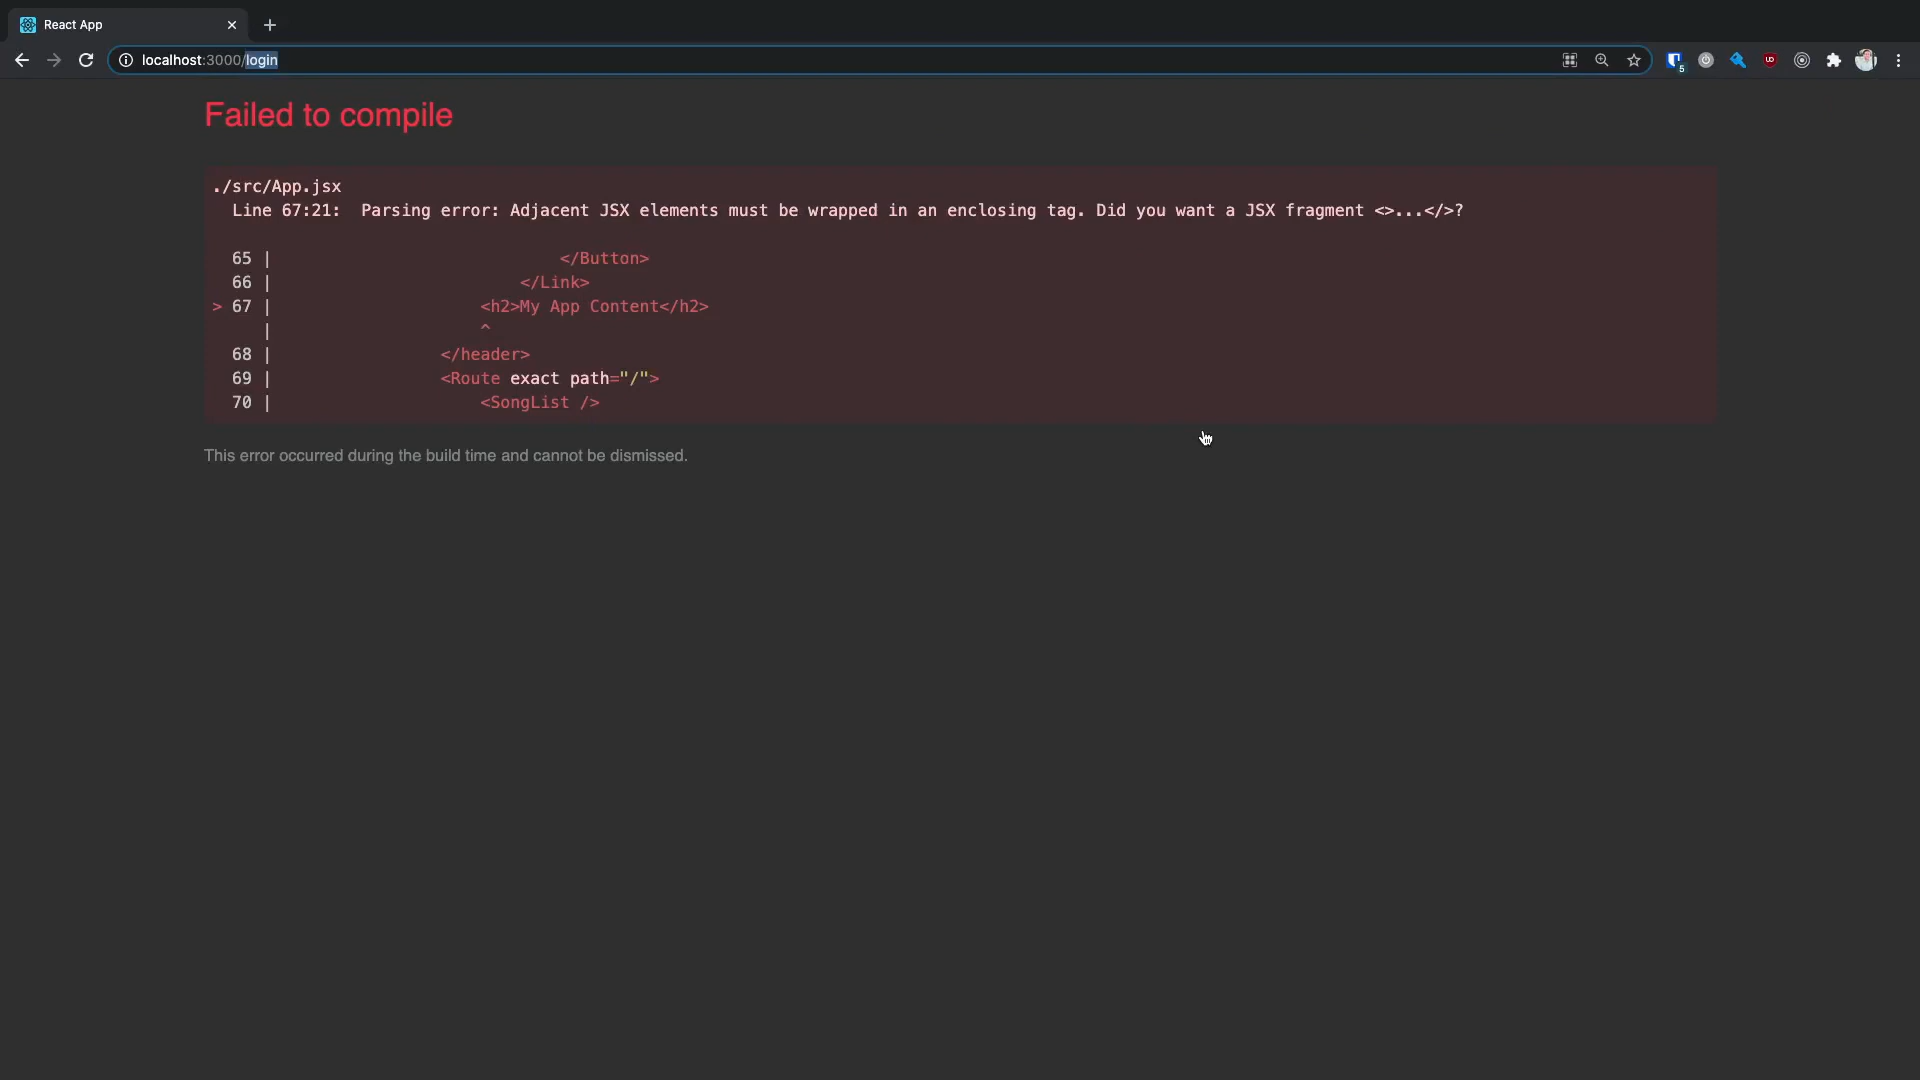 React App
localhost:3000/login
5
UD
Failed to compile
./src/App.jsx
  Line 67:21:  Parsing error: Adjacent JSX elements must be wrapped in an enclosing tag. Did you want a JSX fragment <>...</>?
  65 |                             </Button>
  66 |                         </Link>
> 67 |                     <h2>My App Content</h2>
     |                     ^
  68 |                 </header>
  69 |                 <Route exact path="/">
  70 |                     <SongList />
This error occurred during the build time and cannot be dismissed.